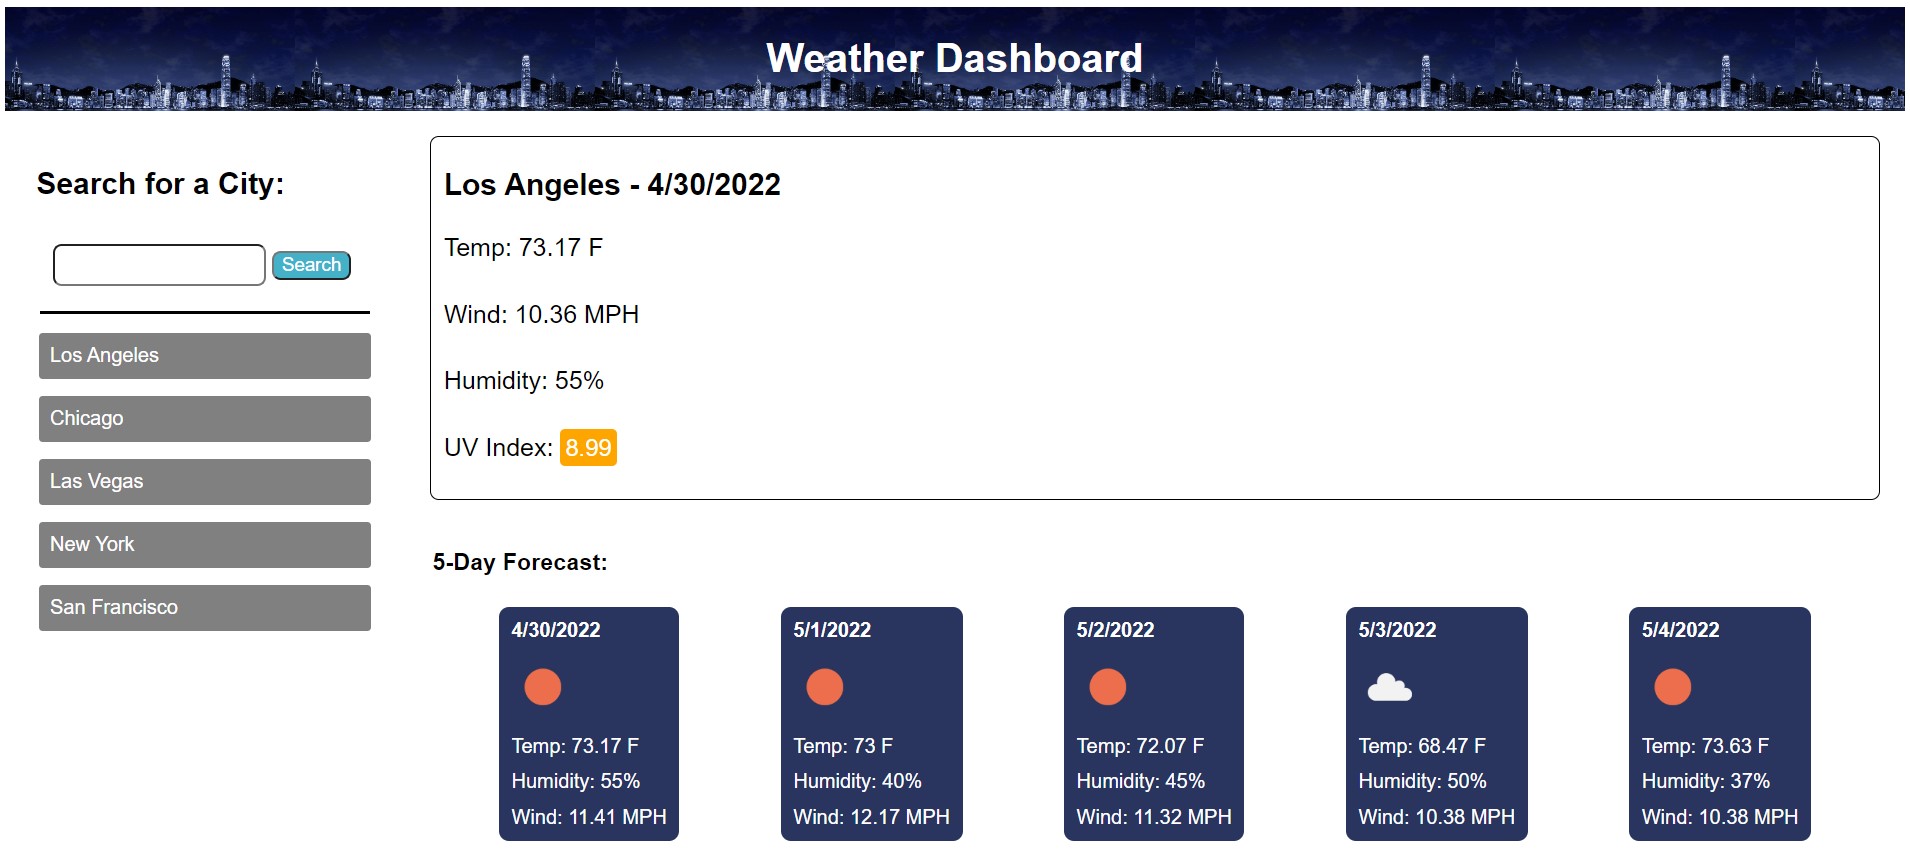 Weather Dashboard
Search for a City:
Search
Los Angeles
Chicago
Las Vegas
New York
San Francisco
Los Angeles - 4/30/2022
Temp: 73.17 F
Wind: 10.36 MPH
Humidity: 55%
UV Index: 8.99
5-Day Forecast:
4/30/2022
Temp: 73.17 F
Humidity: 55%
Wind: 11.41 MPH
5/1/2022
Temp: 73 F
Humidity: 40%
Wind: 12.17 MPH
5/2/2022
Temp: 72.07 F
Humidity: 45%
Wind: 11.32 MPH
5/3/2022
Temp: 68.47 F
Humidity: 50%
Wind: 10.38 MPH
5/4/2022
Temp: 73.63 F
Humidity: 37%
Wind: 10.38 MPH